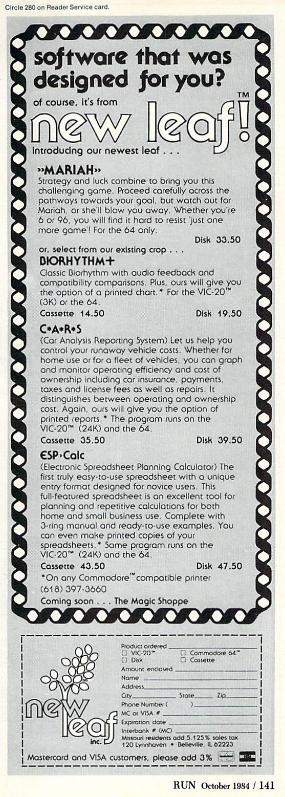 Circle 280 on Reader Service card.
software that was
designed for you?
of course, it's from
new leaf!™
introducing our newest leaf . . .
»MARIAH»
Strategy and luck combine to bring you this
challenging game. Proceed carefully across the
pathways towards your goal, but watch out for
Mariah, or she'll blow you away. Whether you're
6 or 96, you will find it hard to resist 'just one
more game'! For the 64 only.
Disk 33.50
or, select from our existing crop . . .
BIORHYTHM+
Classic Biorhythm with audio feedback and
compatibility comparisons. Plus, ours will give you
the option of a printed chart.* For the VIC-20™
(3K) or the 64.
Cassette 14.50 Disk 19.50
C•A•R•S
(Car Analysis Reporting System) Let us help you
control your runaway vehicle costs. Whether for
home use or for a fleet of vehicles, you can graph
and monitor operating efficiency and cost of
ownership including car insurance, payments,
taxes and license fees as well as repairs. It
distinguishes between operating and ownership
cost. Again, ours will give you the option of
printed reports.* The program runs on the
VIC-20™ (24K) and the 64.
Cassette 35.50 Disk 39.50
ESP•Calc
(Electronic Spreadsheet Planning Calculator) The
first truly easy-to-use spreadsheet with a unique
entry format designed for novice users. This
full-featured spreadsheet is an excellent tool for
planning and repetitive calculations for both
home and small business use. Complete with
3-ring manual and ready-to-use examples. You
can even make printed copies of your
spreadsheets.* Same program runs on the
VIC-20™ (24K) and the 64.
Cassette 43.50 Disk 47.50
*On any Commodore™ compatible printer
(618) 397-3660
Coming soon . . . The Magic Shoppe
Product ordered
□ VIC-20™ □ Commodore 64™
□ Disk □ Cassette
Amount enclosed
Name
Address
City State Zip
Phone Number ( )
MC or VISA #
Expiration date
Interbank # (MC)
Missouri residents add 5.125% sales tax
120 Lynnhaven • Belleville, IL 62223
new
leaf
inc.
Mastercard and VISA customers, please add 3%
RUN October 1984 / 141